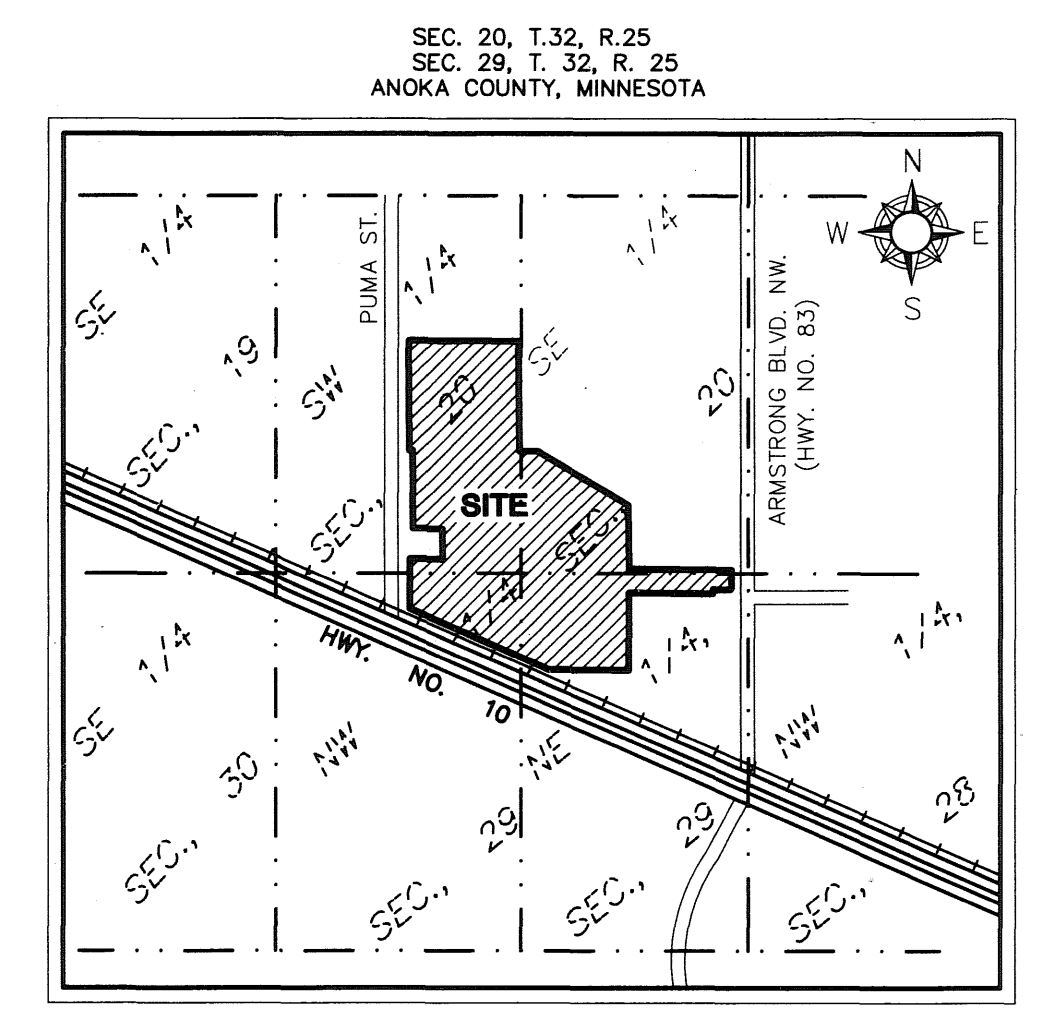 SEC. 20, T.32, R.25
SEC. 29, T. 32, R. 25
ANOKA COUNTY, MINNESOTA
N
W E
S
PUMA ST.
ARMSTRONG BLVD. NW.
(HWY. NO. 83)
SE 1/4
SEC., 19
SW 1/4
SEC., 20
SE 1/4
SEC. 20
SITE
HWY. NO. 10
SE 1/4
SEC., 30
NW 1/4
SEC., 29
NE 1/4,
SEC., 29
NW 1/4,
SEC., 28